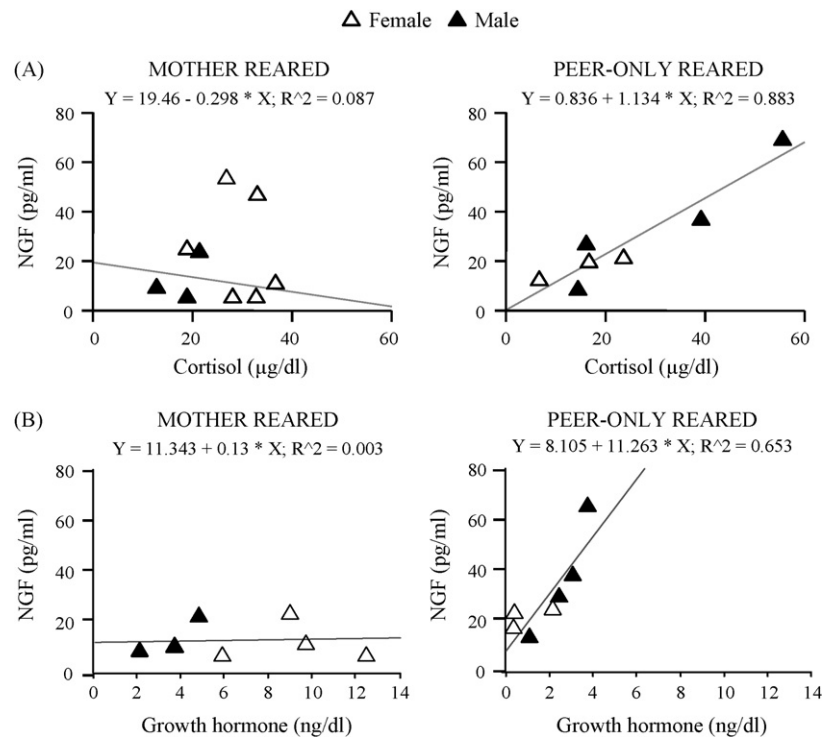 Female Male
(A) MOTHER REARED PEER-ONLY REARED
Y = 19.46 - 0.298 * X; R^2 = 0.087 Y = 0.836 + 1.134 * X; R^2 = 0.883
80 80
60 60
40 40
20 20
0 0
NGF (pg/ml) NGF (pg/ml)
0 20 40 60 0 20 40 60
Cortisol (µg/dl) Cortisol (µg/dl)
(B) MOTHER REARED PEER-ONLY REARED
Y = 11.343 + 0.13 * X; R^2 = 0.003 Y = 8.105 + 11.263 * X; R^2 = 0.653
80 80
60 60
40 40
20 20
0 0
NGF (pg/ml) NGF (pg/ml)
0 2 4 6 8 10 12 14 0 2 4 6 8 10 12 14
Growth hormone (ng/dl) Growth hormone (ng/dl)